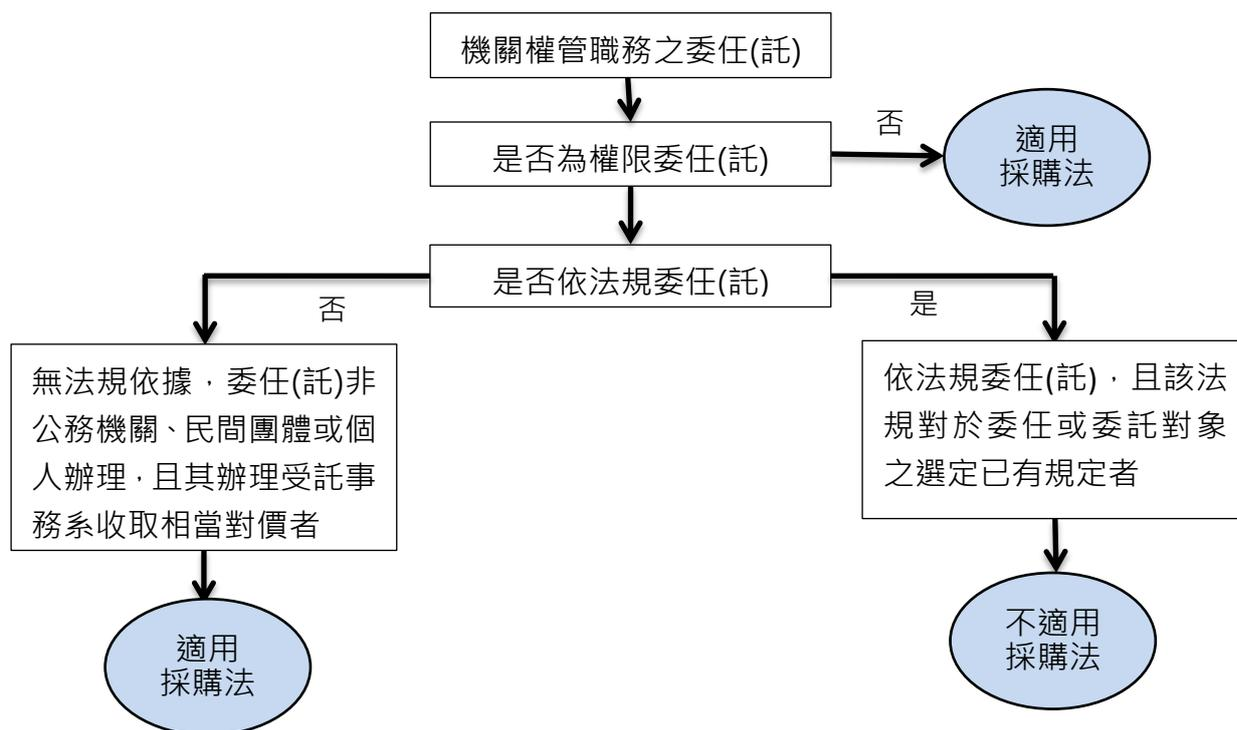 機關權管職務之委任(託)
是否為權限委任(託)
否
適用
採購法
是否依法規委任(託)
否
是
無法規依據，委任(託)非
公務機關、民間團體或個
人辦理，且其辦理受託事
務系收取相當對價者
依法規委任(託)，且該法
規對於委任或委託對象
之選定已有規定者
適用
採購法
不適用
採購法